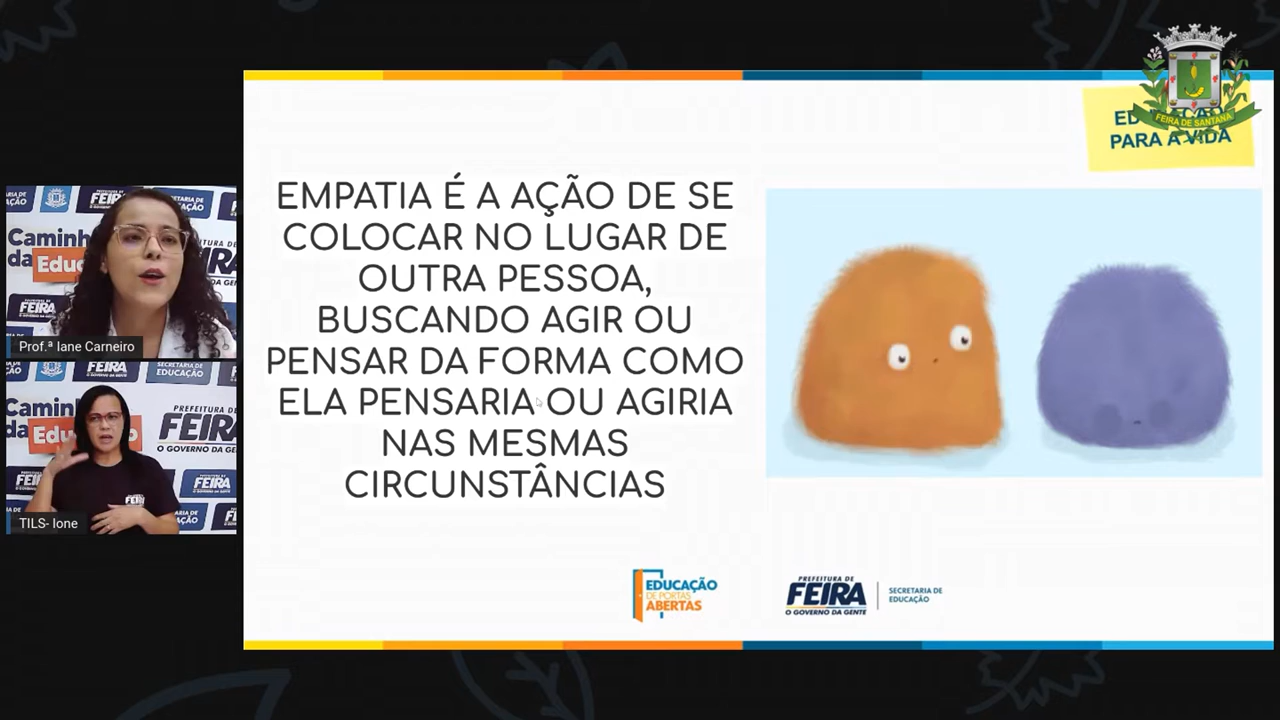 FEIRA DE SANTANA
PARA A VIDA
EMPATIA É A AÇÃO DE SE
COLOCAR NO LUGAR DE
OUTRA PESSOA,
BUSCANDO AGIR OU
PENSAR DA FORMA COMO
ELA PENSARIA OU AGIRIA
NAS MESMAS
CIRCUNSTÂNCIAS
Prof.ª Iane Carneiro
TILS- Ione
PREFEITURA DE
FEIRA
O GOVERNO DA GENTE
SECRETARIA DE
EDUCAÇÃO
EDUCAÇÃO
DE PORTAS
ABERTAS